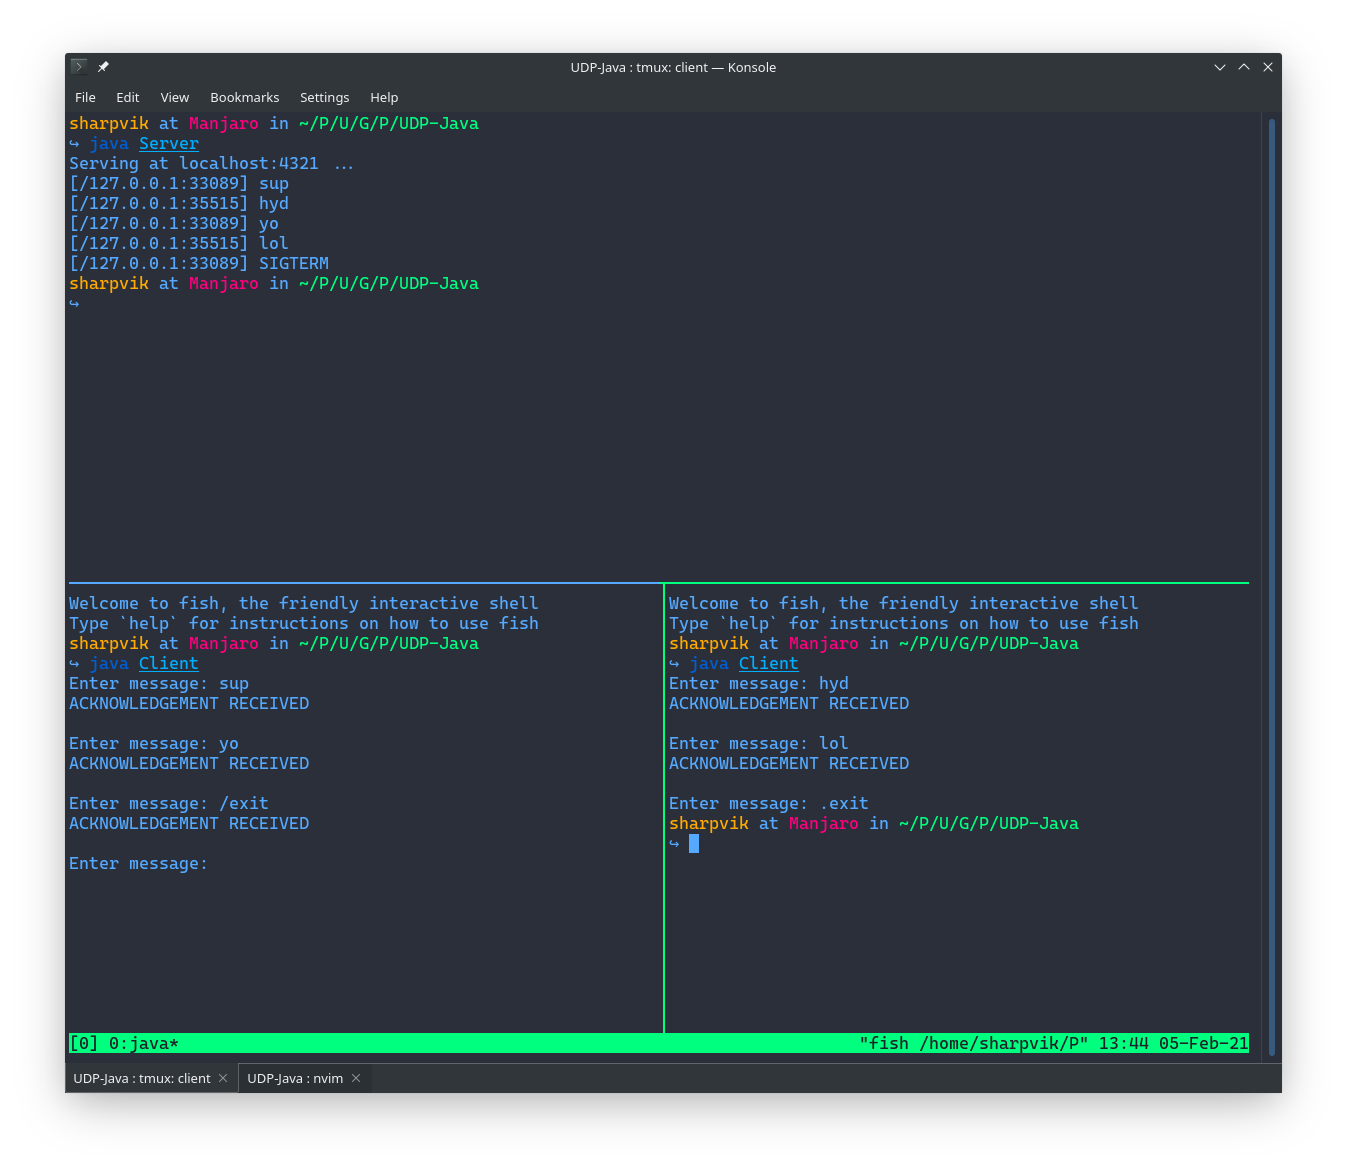 UDP-Java : tmux: client — Konsole
File Edit View Bookmarks Settings Help
sharpvik at Manjaro in ~/P/U/G/P/UDP-Java
↪ java Server
Serving at localhost:4321 ...
[/127.0.0.1:33089] sup
[/127.0.0.1:35515] hyd
[/127.0.0.1:33089] yo
[/127.0.0.1:35515] lol
[/127.0.0.1:33089] SIGTERM
sharpvik at Manjaro in ~/P/U/G/P/UDP-Java
↪
Welcome to fish, the friendly interactive shell
Type `help` for instructions on how to use fish
sharpvik at Manjaro in ~/P/U/G/P/UDP-Java
↪ java Client
Enter message: sup
ACKNOWLEDGEMENT RECEIVED
Enter message: yo
ACKNOWLEDGEMENT RECEIVED
Enter message: /exit
ACKNOWLEDGEMENT RECEIVED
Enter message:
Welcome to fish, the friendly interactive shell
Type `help` for instructions on how to use fish
sharpvik at Manjaro in ~/P/U/G/P/UDP-Java
↪ java Client
Enter message: hyd
ACKNOWLEDGEMENT RECEIVED
Enter message: lol
ACKNOWLEDGEMENT RECEIVED
Enter message: .exit
sharpvik at Manjaro in ~/P/U/G/P/UDP-Java
↪
[0] 0:java* "fish /home/sharpvik/P" 13:44 05-Feb-21
UDP-Java : tmux: client UDP-Java : nvim